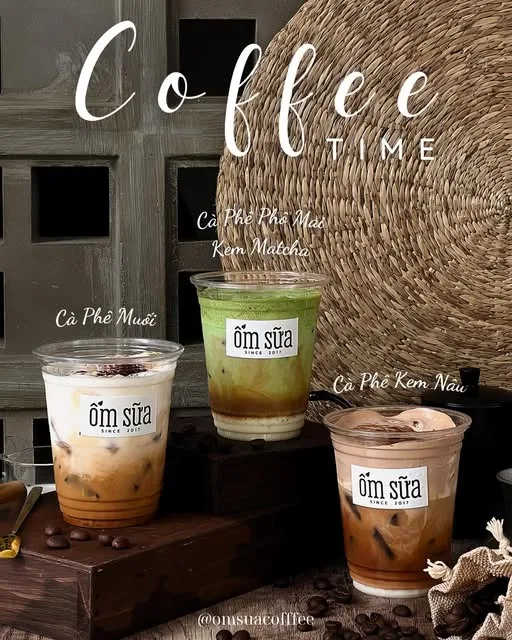 Coffee
TIME
Cà Phê Phô Mai
Kem Matcha
Cà Phê Muối
Cà Phê Kem Nâu
ôm sữa
SINCE 2017
ôm sữa
SINCE 2017
ôm sữa
SINCE 2017
@omsuacofffee